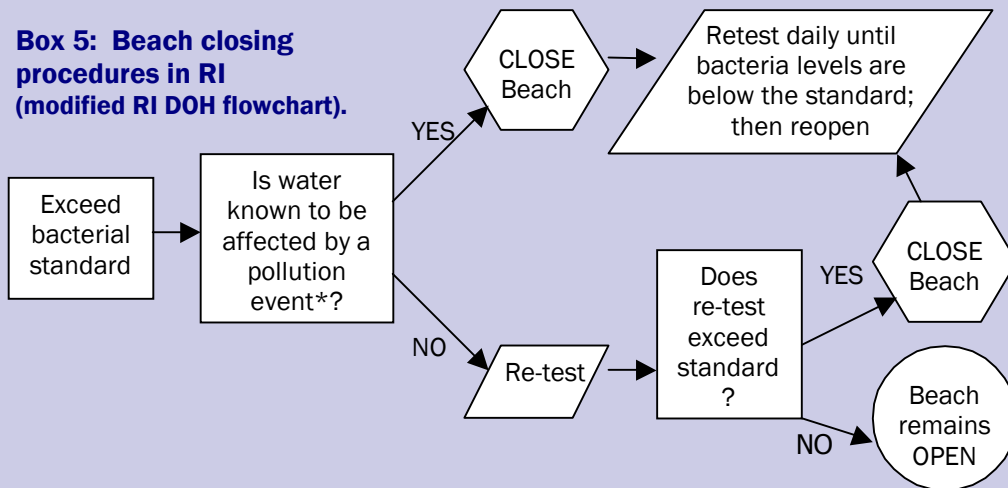 Box 5:  Beach closing
procedures in RI
(modified RI DOH flowchart).
Exceed
bacterial
standard
Is water
known to be
affected by a
pollution
event*?
YES
CLOSE
Beach
Retest daily until
bacteria levels are
below the standard;
then reopen
NO
Re-test
Does
re-test
exceed
standard
?
YES
CLOSE
Beach
NO
Beach
remains
OPEN